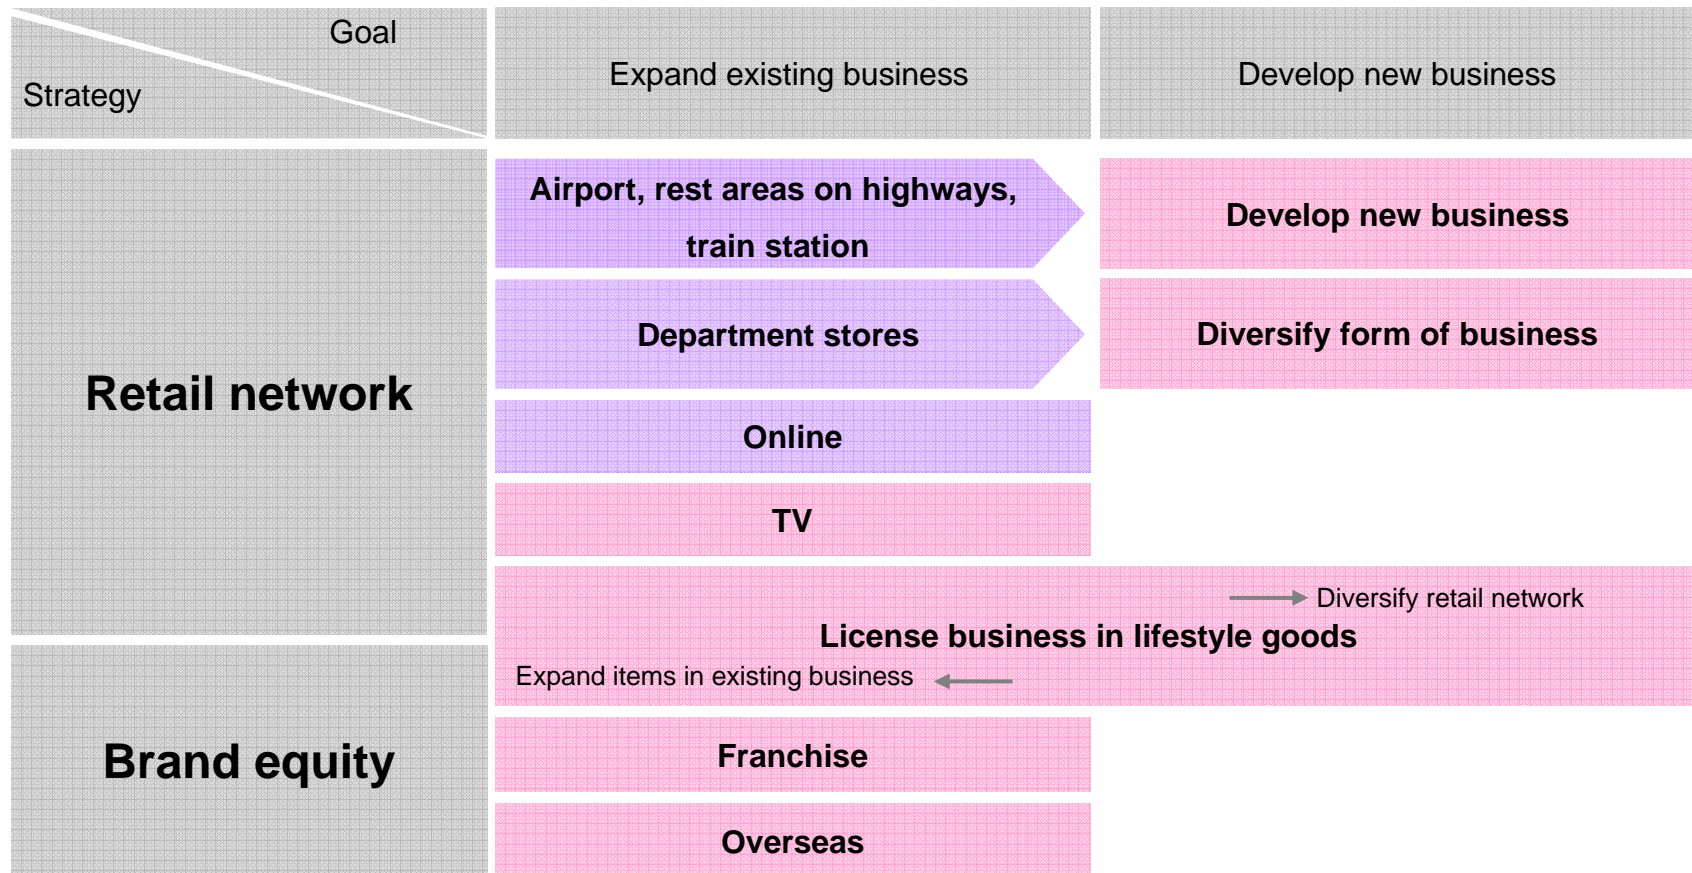 Goal
Strategy
Expand existing business
Develop new business
Retail network
Airport, rest areas on highways,
train station
Develop new business
Department stores
Diversify form of business
Online
TV
Diversify retail network
License business in lifestyle goods
Expand items in existing business
Brand equity
Franchise
Overseas